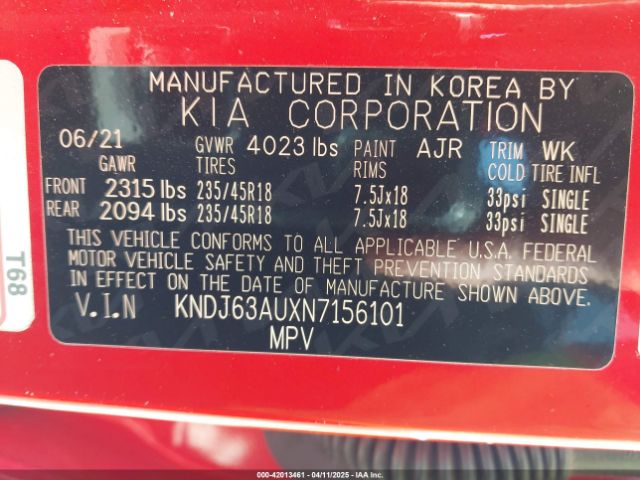 MANUFACTURED IN KOREA BY
KIA CORPORATION
06/21 GVWR 4023 lbs PAINT AJR TRIM WK
GAWR TIRES RIMS COLD TIRE INFL
FRONT 2315 lbs 235/45R18 7.5Jx18 33psi SINGLE
REAR 2094 lbs 235/45R18 7.5Jx18 33psi SINGLE
THIS VEHICLE CONFORMS TO ALL APPLICABLE U.S.A. FEDERAL
MOTOR VEHICLE SAFETY AND THEFT PREVENTION STANDARDS
IN EFFECT ON THE DATE OF MANUFACTURE SHOWN ABOVE.
V.I.N KNDJ63AUXN7156101
MPV
T68
000-42013461 - 04/11/2025 - IAA Inc.